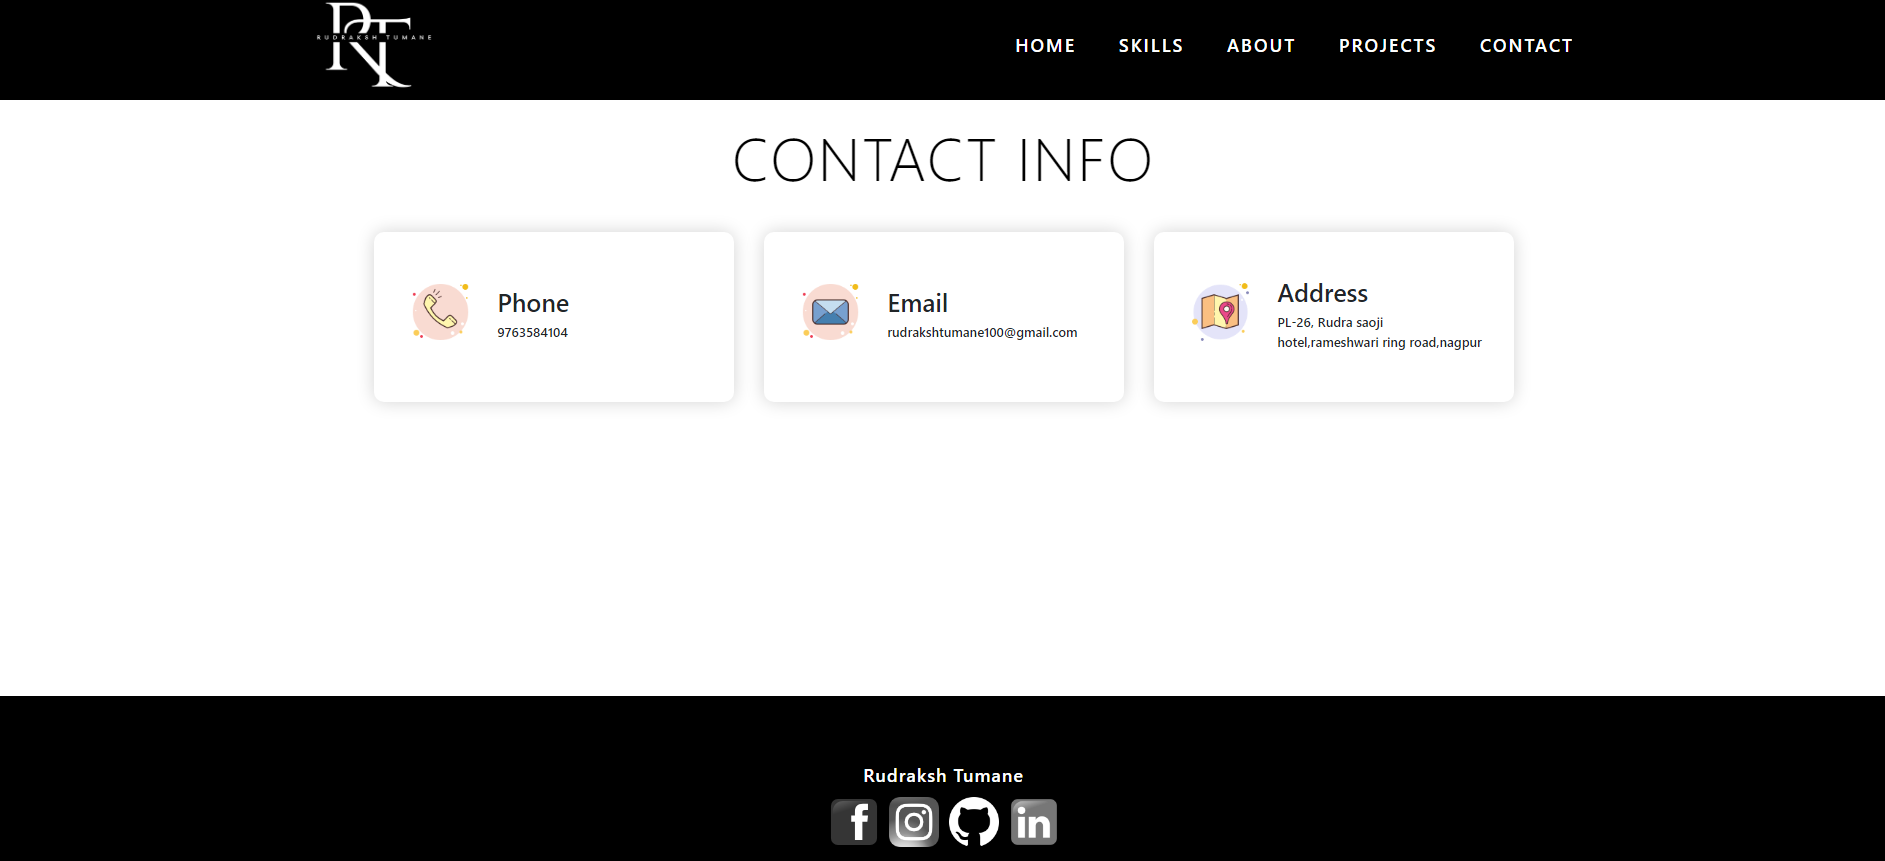 RT
RUDRAKSH TUMANE
HOME SKILLS ABOUT PROJECTS CONTACT
CONTACT INFO
Phone
9763584104
Email
rudrakshtumane100@gmail.com
Address
PL-26, Rudra saoji
hotel,rameshwari ring road,nagpur
Rudraksh Tumane
f
in